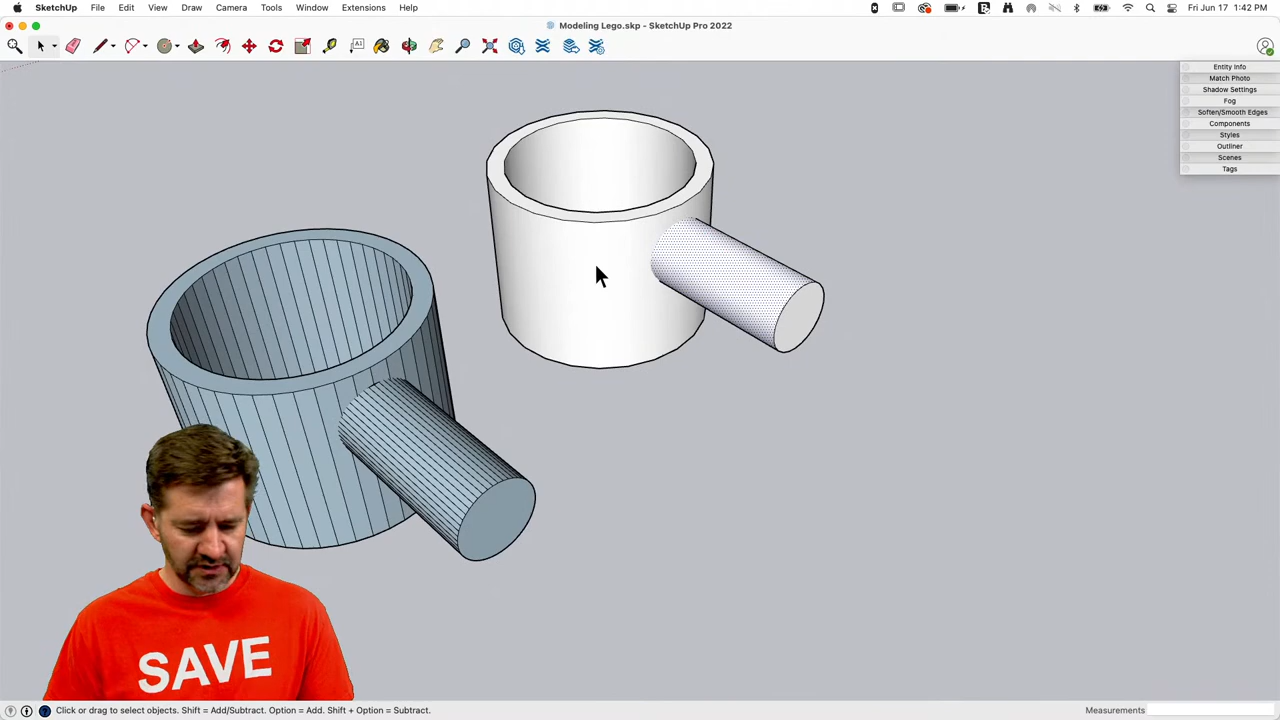 SketchUp File Edit View Draw Camera Tools Window Extensions Help Fri Jun 17 1:42 PM
Modeling Lego.skp - SketchUp Pro 2022
Entity Info
Match Photo
Shadow Settings
Fog
Soften/Smooth Edges
Components
Styles
Outliner
Scenes
Tags
SAVE
Click or drag to select objects. Shift = Add/Subtract. Option = Add. Shift + Option = Subtract. Measurements